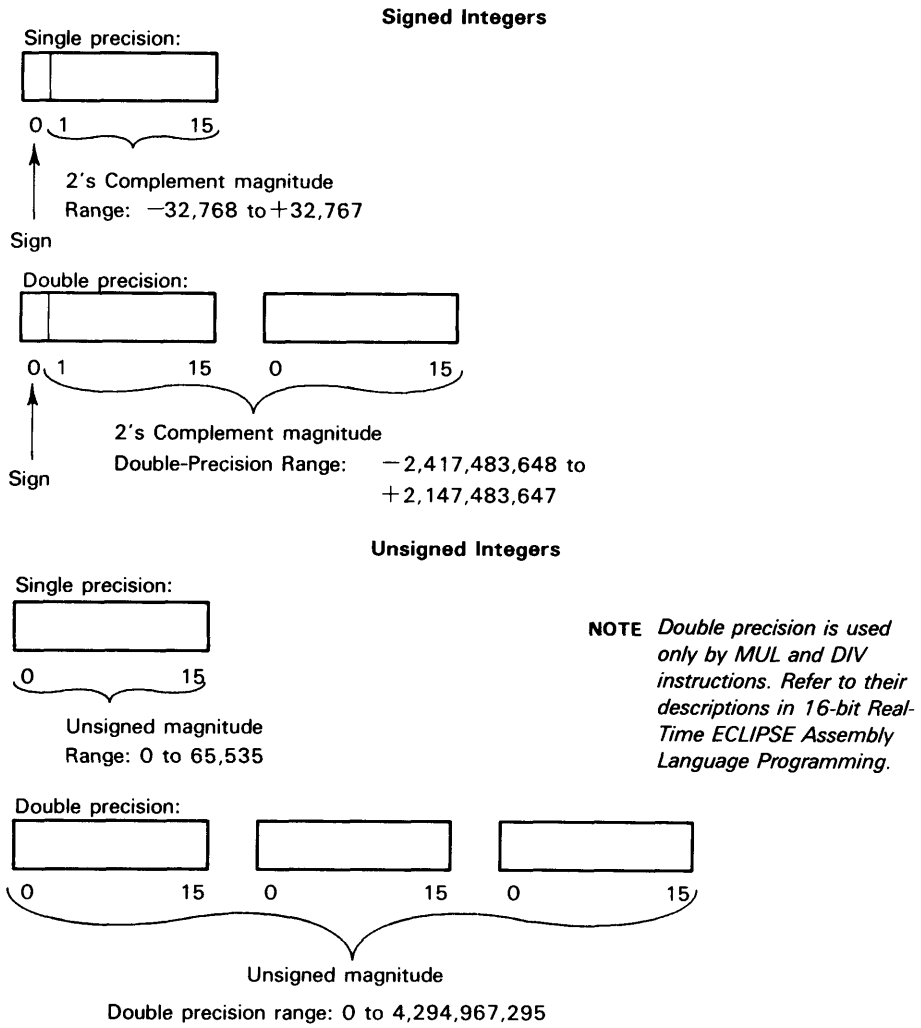 Signed Integers
Single precision:
0 1 15
2's Complement magnitude
Range: −32,768 to +32,767
Sign
Double precision:
0 1 15 0 15
2's Complement magnitude
Double-Precision Range: −2,417,483,648 to
+2,147,483,647
Sign
Unsigned Integers
Single precision:
0 15
Unsigned magnitude
Range: 0 to 65,535
NOTE Double precision is used
only by MUL and DIV
instructions. Refer to their
descriptions in 16-bit Real-
Time ECLIPSE Assembly
Language Programming.
Double precision:
0 15 0 15 0 15
Unsigned magnitude
Double precision range: 0 to 4,294,967,295